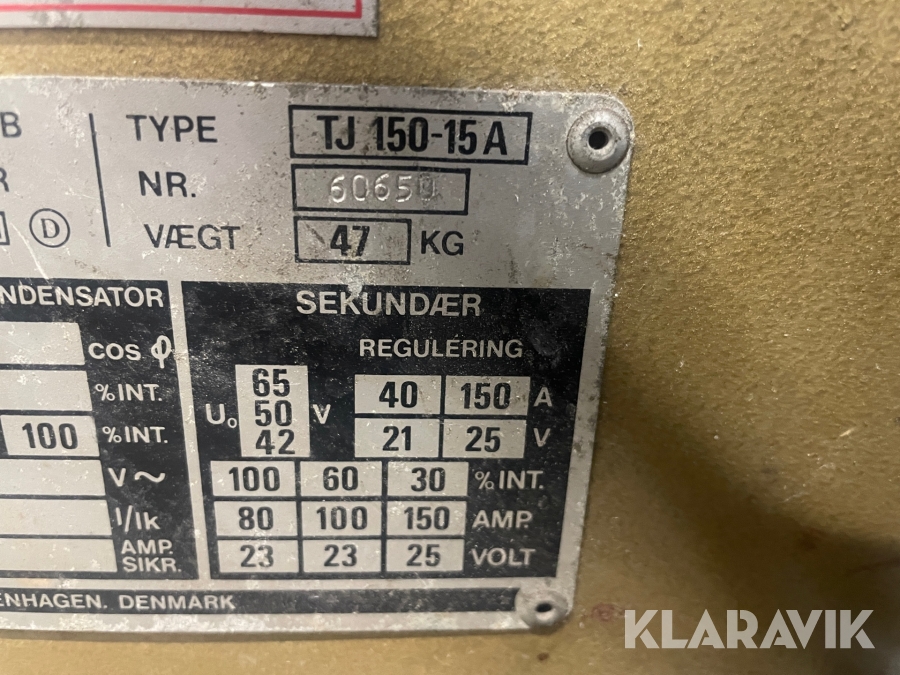 B TYPE TJ 150-15 A
R NR. 60650
D VÆGT 47 KG
NDENSATOR
COS φ
% INT.
100 % INT.
V ~
I/Ik
AMP.
SIKR.
SEKUNDÆR
REGULERING
65
U₀ 50 V
42
40 150 A
21 25 V
100 60 30 % INT.
80 100 150 AMP.
23 23 25 VOLT
ENHAGEN. DENMARK
KLARAVIK